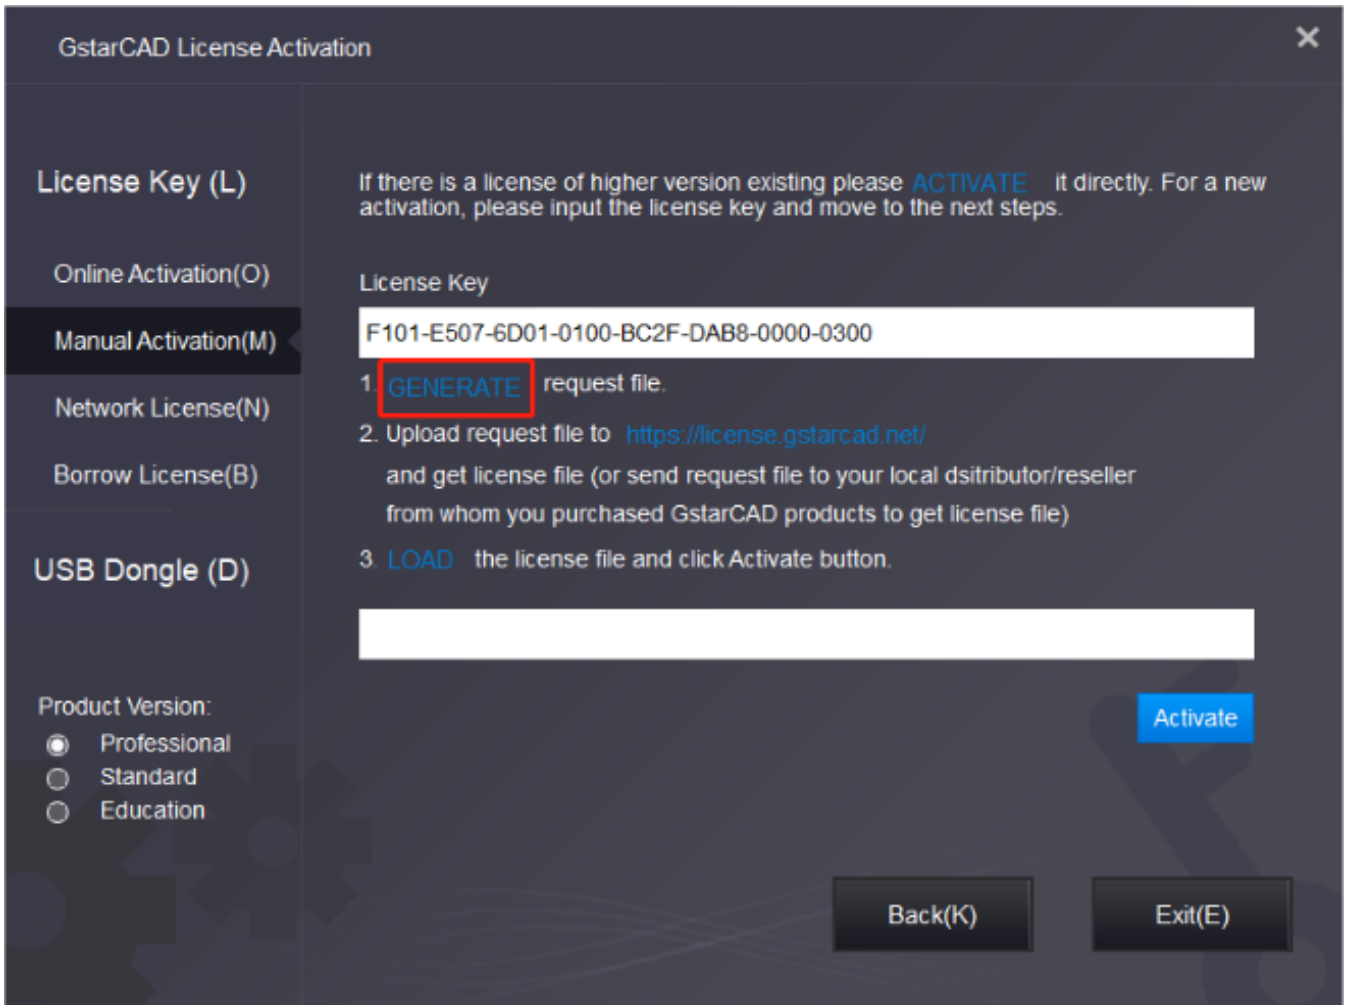 GstarCAD License Activation
License Key (L)
Online Activation(O)
Manual Activation(M)
Network License(N)
Borrow License(B)
USB Dongle (D)
Product Version:
Professional
Standard
Education
If there is a license of higher version existing please ACTIVATE it directly. For a new
activation, please input the license key and move to the next steps.
License Key
F101-E507-6D01-0100-BC2F-DAB8-0000-0300
1. GENERATE request file.
2. Upload request file to https://license.gstarcad.net/
and get license file (or send request file to your local dsitributor/reseller
from whom you purchased GstarCAD products to get license file)
3. LOAD the license file and click Activate button.
Activate
Back(K)
Exit(E)